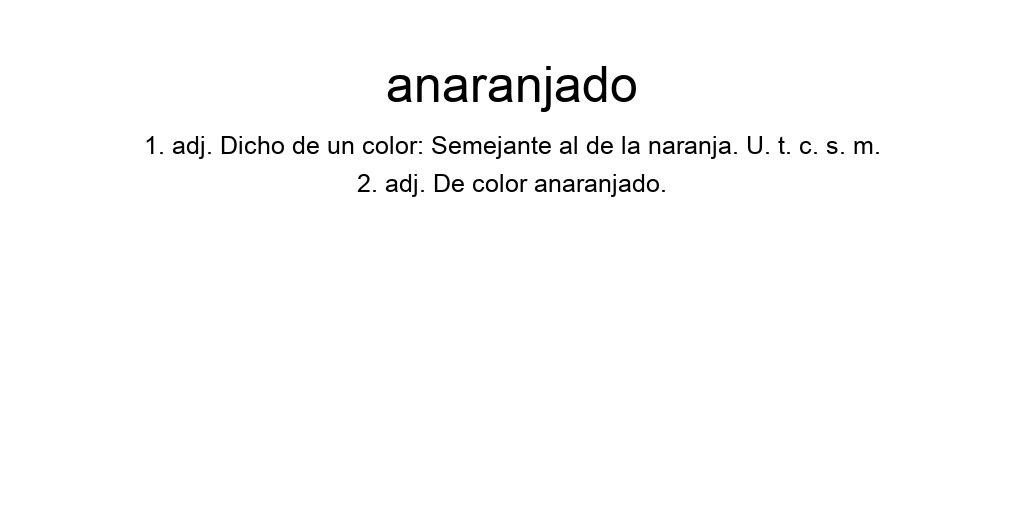 anaranjado
1. adj. Dicho de un color: Semejante al de la naranja. U. t. c. s. m.
2. adj. De color anaranjado.